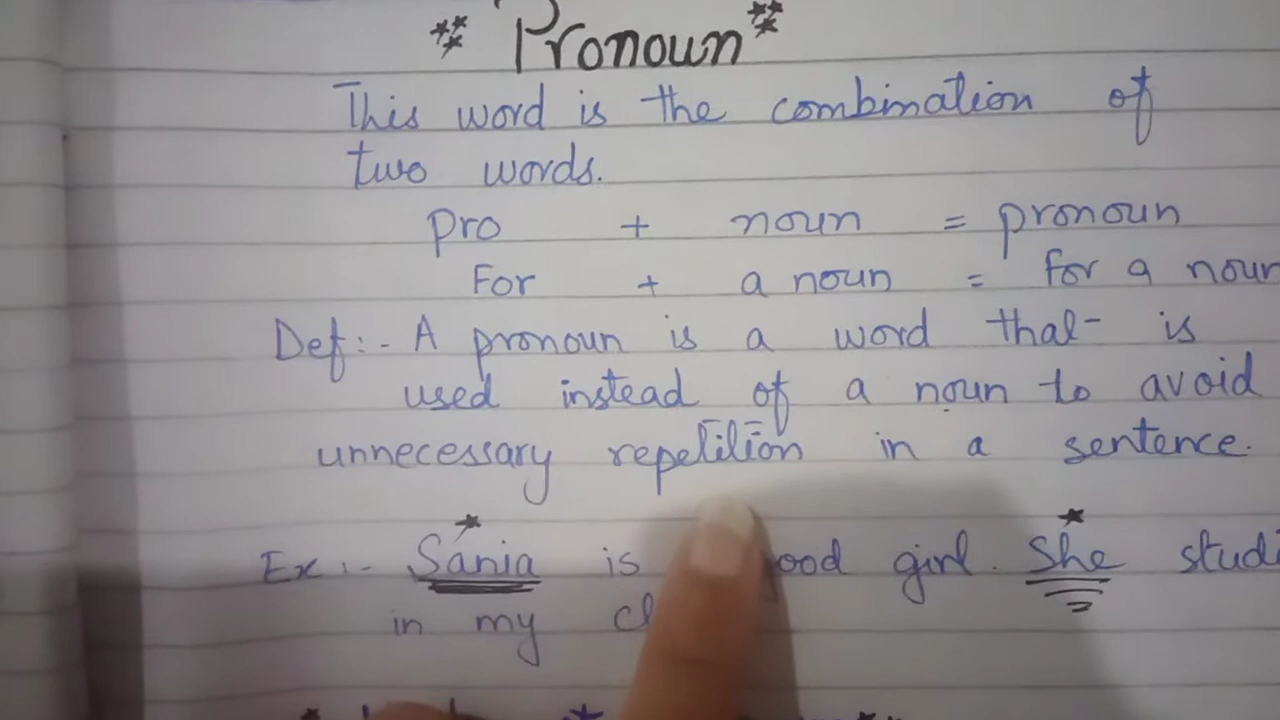 Pronoun
This word is the combination of
two words.
Pro + noun = pronoun
For + a noun = for a noun
Def:- A pronoun is a word that is
used instead of a noun to avoid
unnecessary repetition in a sentence.
Ex:- Sania is good girl. She
in my